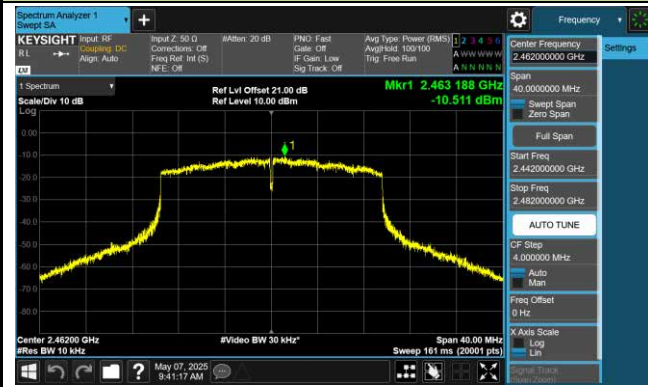 Spectrum Analyzer 1
Swept SA
+
Frequency
KEYSIGHT
RL
LXI
Input: RF
Coupling: DC
Align: Auto
Input Z: 50 Ω
Corrections: Off
Freq Ref: Int (S)
NFE: Off
#Atten: 20 dB
PNO: Fast
Gate: Off
IF Gain: Low
Sig Track: Off
Avg Type: Power (RMS)
Avg|Hold: 100/100
Trig: Free Run
1 2 3 4 5 6
A W W W W W
A N N N N N
1 Spectrum
Scale/Div 10 dB
Log
Ref Lvl Offset 21.00 dB
Ref Level 10.00 dBm
Mkr1 2.463 188 GHz
-10.511 dBm
1
0.00
-10.0
-20.0
-30.0
-40.0
-50.0
-60.0
-70.0
-80.0
Center 2.46200 GHz
#Res BW 10 kHz
#Video BW 30 kHz*
Span 40.00 MHz
Sweep 161 ms (20001 pts)
?
May 07, 2025
9:41:17 AM
Center Frequency
2.462000000 GHz
Settings
Span
40.0000000 MHz
Swept Span
Zero Span
Full Span
Start Freq
2.442000000 GHz
Stop Freq
2.482000000 GHz
AUTO TUNE
CF Step
4.000000 MHz
Auto
Man
Freq Offset
0 Hz
X Axis Scale
Log
Lin
Signal Track
(Span Zoom)